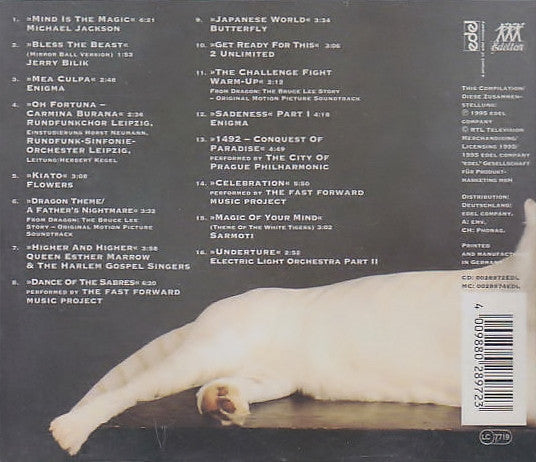 1. »Mind Is The Magic« 6:21
Michael Jackson
2. »Bless The Beast«
(Mirror Ball Version) 1:53
Jerry Bilik
3. »Mea Culpa« 2:48
Enigma
4. »Oh Fortuna –
Carmina Burana« 2:36
Rundfunkchor Leipzig,
Einstudierung Horst Neumann,
Rundfunk-Sinfonie-
Orchester Leipzig,
Leitung/Herbert Kegel
5. »Kiato« 3:08
Flowers
6. »Dragon Theme/
A Father's Nightmare« 3:32
From Dragon: The Bruce Lee
Story – Original Motion Picture
Soundtrack
7. »Higher And Higher« 3:58
Queen Esther Marrow
& The Harlem Gospel Singers
8. »Dance Of The Sabres« 6:20
performed by The Fast Forward
Music Project
9. »Japanese World« 3:34
Butterfly
10. »Get Ready For This« 3:06
2 Unlimited
11. »The Challenge Fight
Warm-Up« 3:12
From Dragon: The Bruce Lee Story
– Original Motion Picture Soundtrack
12. »Sadeness« Part I 4:18
Enigma
13. »1492 – Conquest Of
Paradise« 4:49
performed by The City Of
Prague Philharmonic
14. »Celebration« 5:50
performed by The Fast Forward
Music Project
15. »Magic Of Your Mind«
(Theme Of The White Tigers) 3:02
Sarmoti
16. »Underture« 2:52
Electric Light Orchestra Part II
edel
edelton
This Compilation/
Diese Zusammen-
stellung:
℗ 1995 edel
company
© RTL Television
Merchandising/
Licensing 1995/
1995 edel company
"edel" Gesellschaft
für Produkt-
marketing mbH
Distribution:
Deutschland:
edel company.
A: EMV.
CH: Phonag.
Printed
and manufactured
in Germany
CD: 0028972EDL
MC: 0028974EDL
4 009880 289723
LC 7719